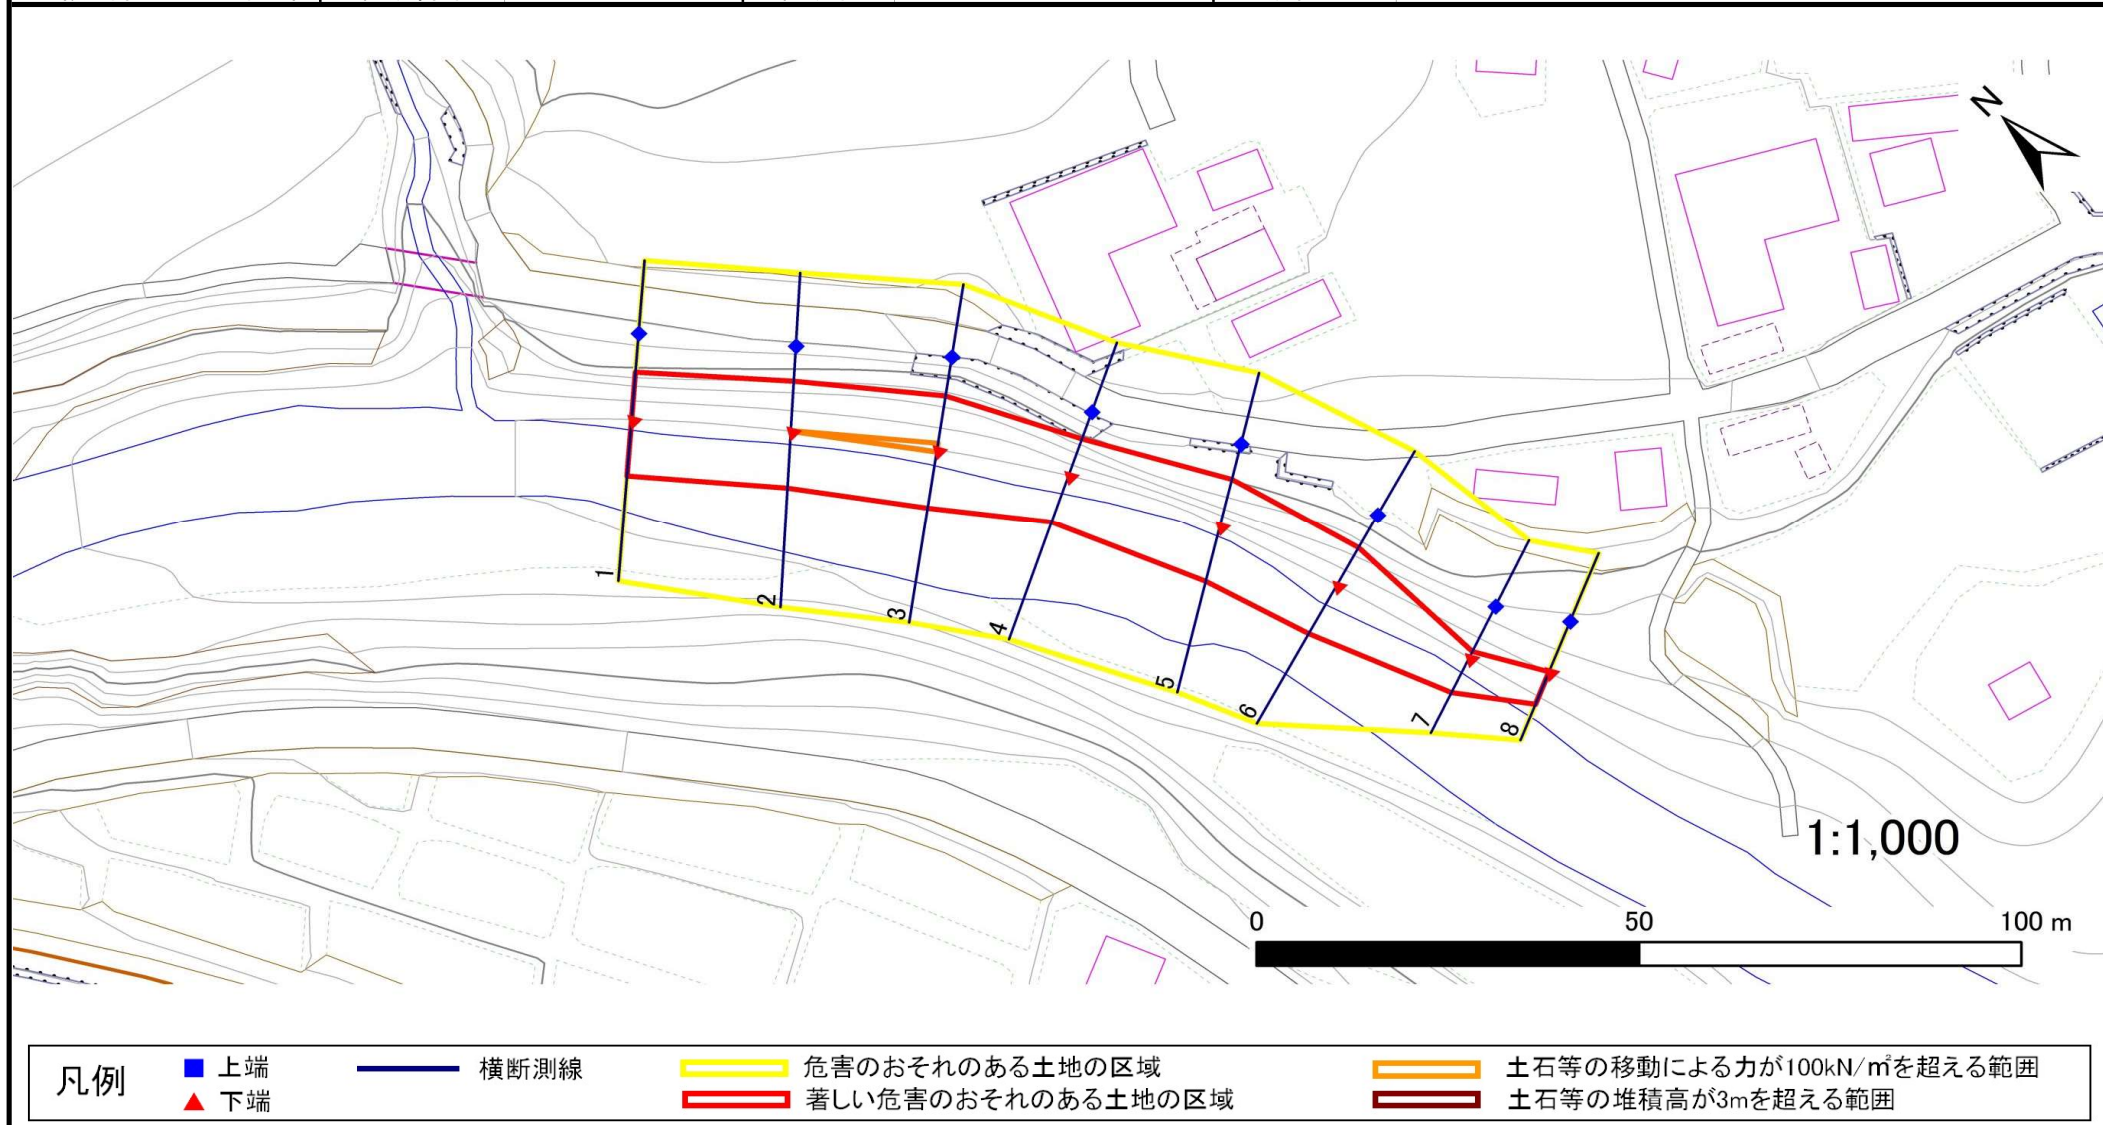 N
1
2
3
4
5
6
7
8
1:1,000
0 50 100 m
凡例
上端 横断測線 危害のおそれのある土地の区域 土石等の移動による力が100kN/㎡を超える範囲
下端 著しい危害のおそれのある土地の区域 土石等の堆積高が3mを超える範囲